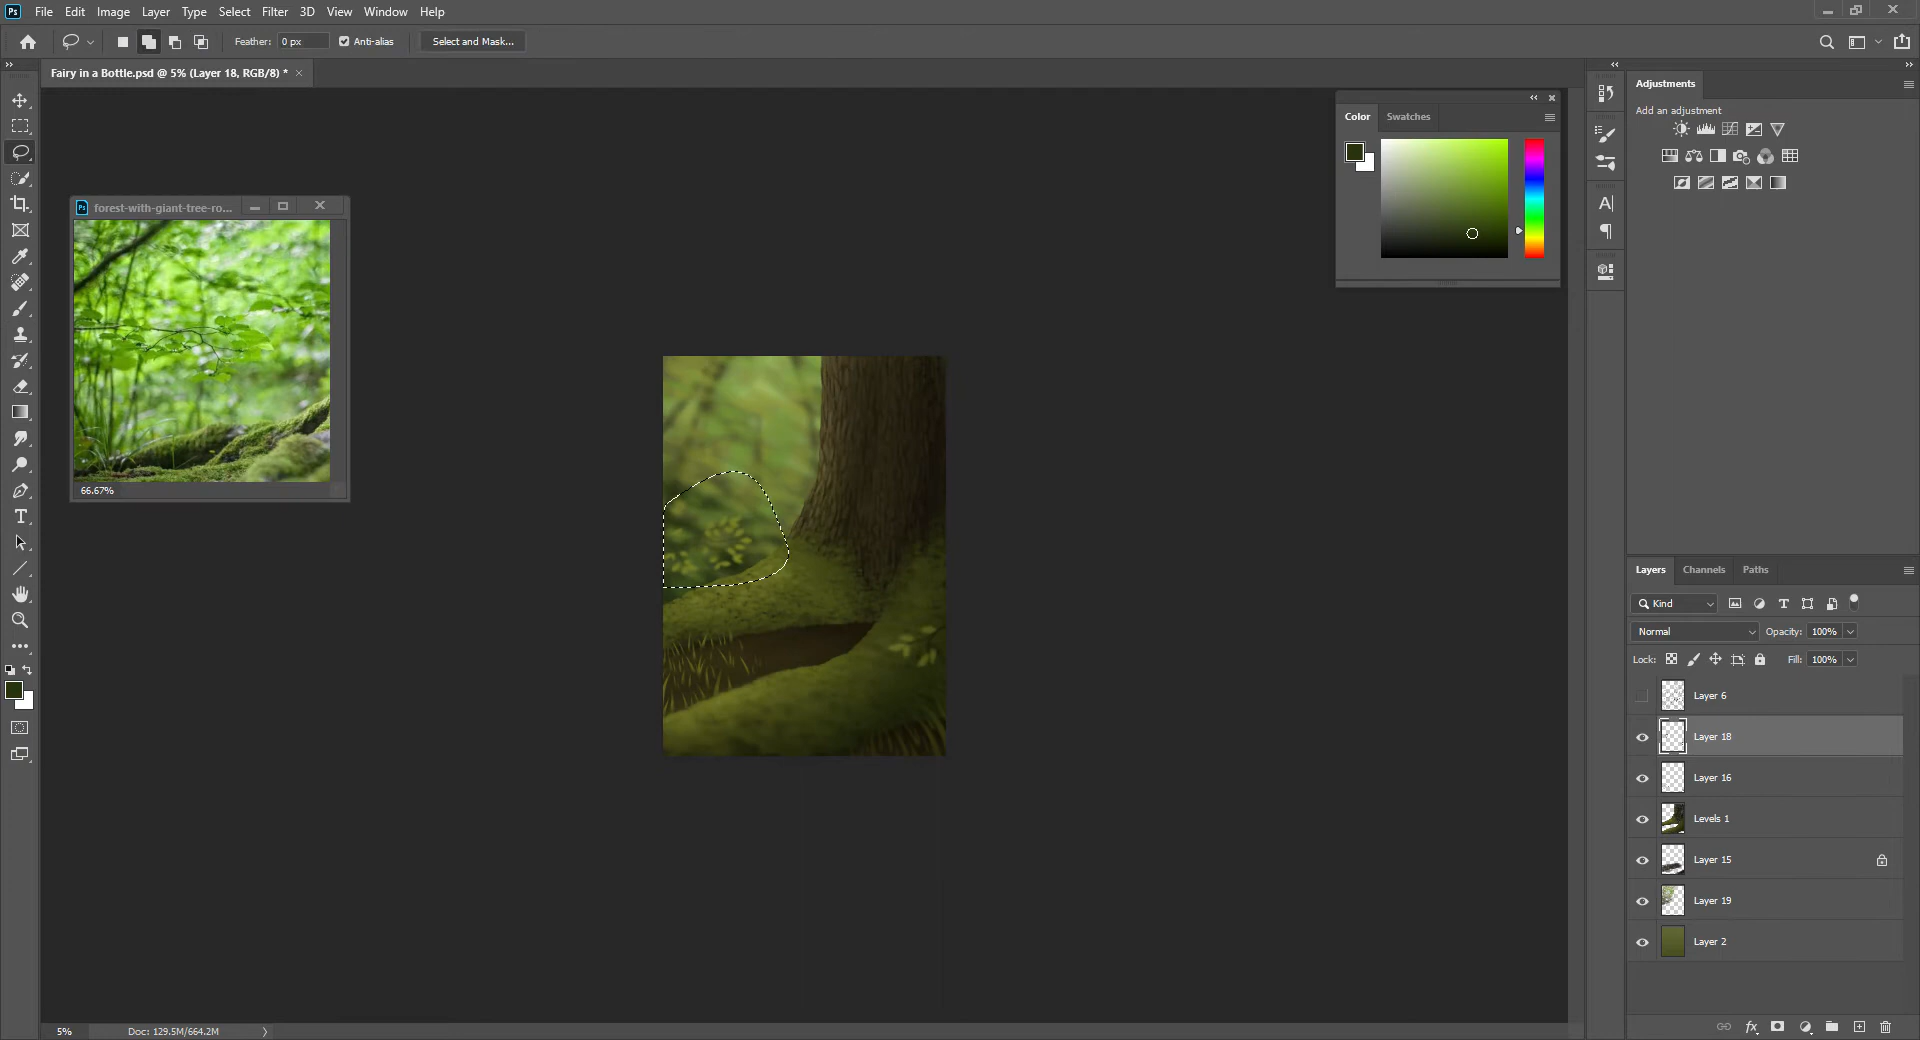 Ps File Edit Image Layer Type Select Filter 3D View Window Help
Feather: 0 px Anti-alias Select and Mask...
Fairy in a Bottle.psd @ 5% (Layer 18, RGB/8) *
Color Swatches
Adjustments
Add an adjustment
Ps forest-with-giant-tree-ro...
66.67%
Layers Channels Paths
Kind
Normal Opacity: 100%
Lock: Fill: 100%
Layer 6
Layer 18
Layer 16
Levels 1
Layer 15
Layer 19
Layer 2
5% Doc: 129.5M/664.2M